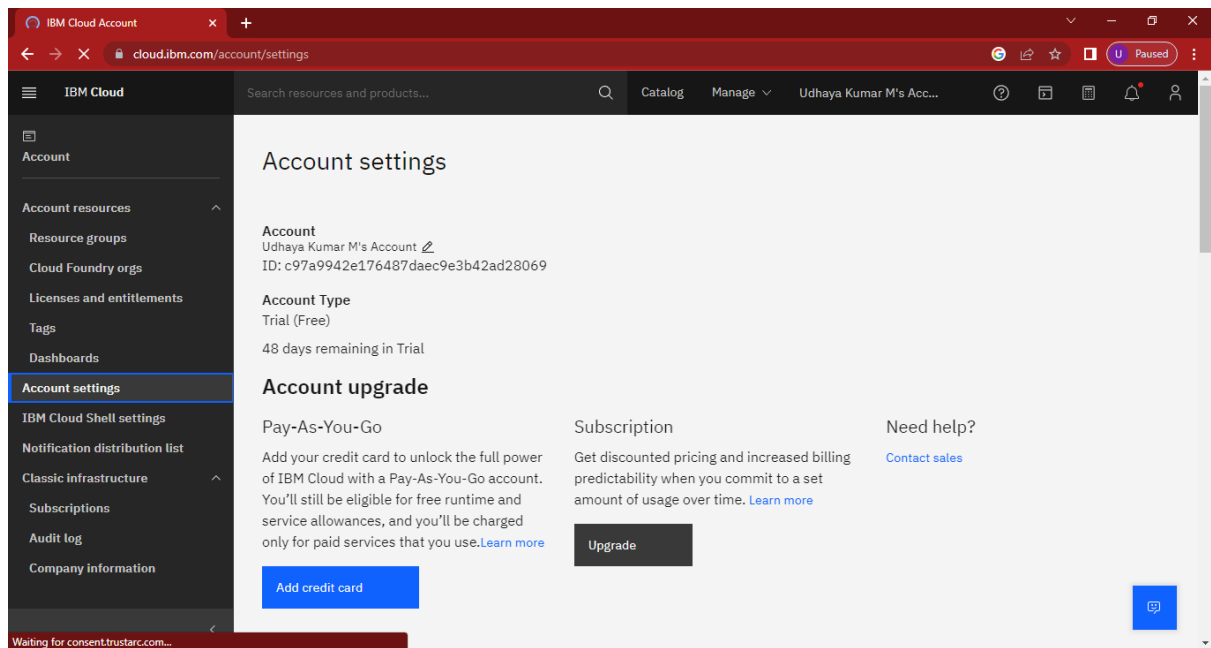 IBM Cloud Account
cloud.ibm.com/account/settings
U Paused
IBM Cloud
Search resources and products...
Catalog
Manage
Udhaya Kumar M's Acc...
Account
Account resources
Resource groups
Cloud Foundry orgs
Licenses and entitlements
Tags
Dashboards
Account settings
IBM Cloud Shell settings
Notification distribution list
Classic infrastructure
Subscriptions
Audit log
Company information
Waiting for consent.trustarc.com...
Account settings
Account
Udhaya Kumar M's Account
ID: c97a9942e176487daec9e3b42ad28069
Account Type
Trial (Free)
48 days remaining in Trial
Account upgrade
Pay-As-You-Go
Add your credit card to unlock the full power
of IBM Cloud with a Pay-As-You-Go account.
You'll still be eligible for free runtime and
service allowances, and you'll be charged
only for paid services that you use.Learn more
Add credit card
Subscription
Get discounted pricing and increased billing
predictability when you commit to a set
amount of usage over time. Learn more
Upgrade
Need help?
Contact sales